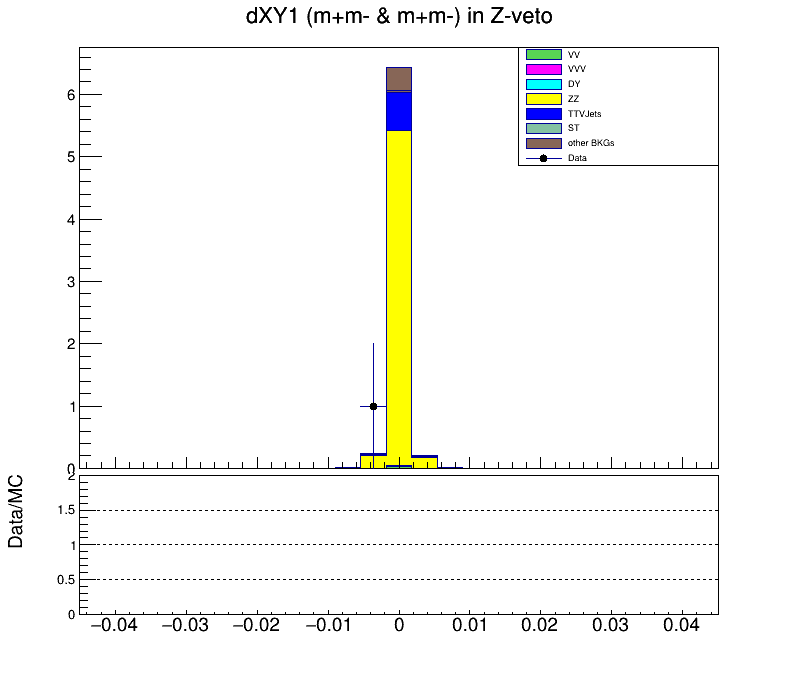 dXY1 (m+m- & m+m-) in Z-veto
VV
VVV
DY
ZZ
TTVJets
ST
other BKGs
Data
6
5
4
3
2
1
0
2
1.5
1
0.5
0
Data/MC
−0.04 −0.03 −0.02 −0.01 0 0.01 0.02 0.03 0.04